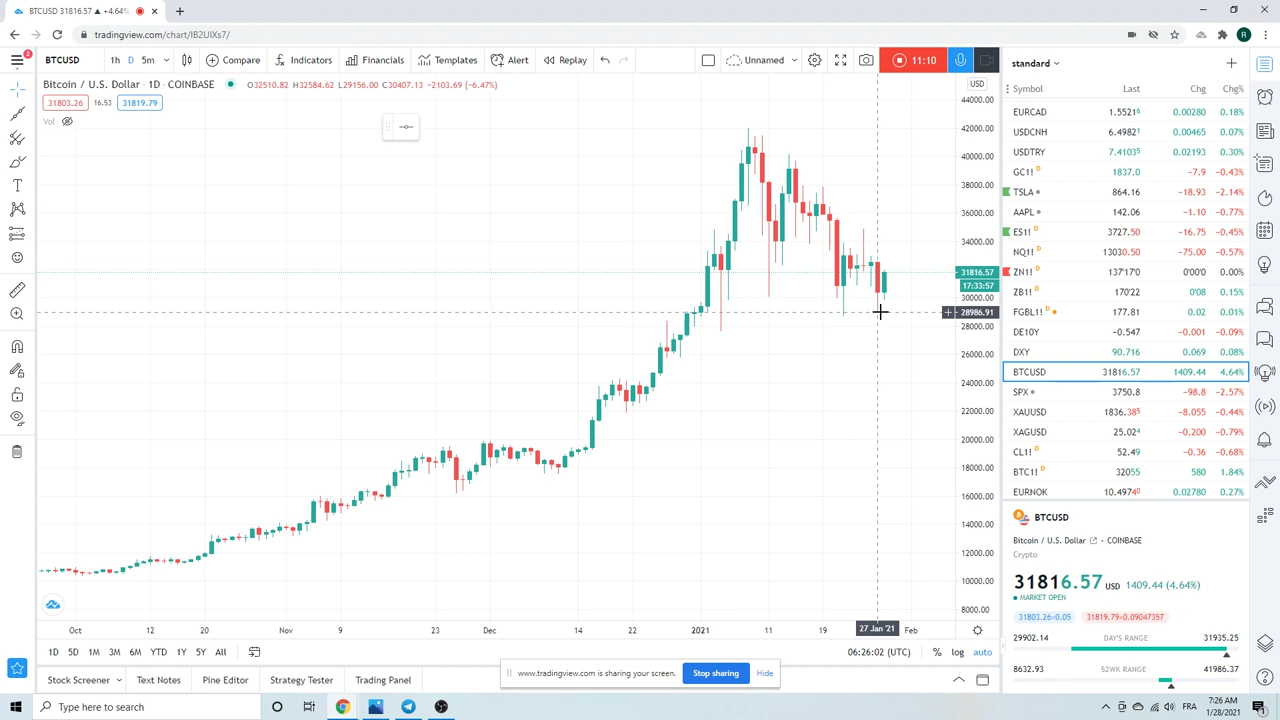 BTCUSD 31816.57 ▲ +4.64%
tradingview.com/chart/IB2UIXs7/
R
2
BTCUSD 1h D 5m Compare Indicators Financials Templates Alert Replay Unnamed 11:10
Bitcoin / U.S. Dollar · 1D · COINBASE H32584.62 L29156.00 C30407.13 −2103.69 (−6.47%)
31803.26 16.53 31819.79
Vol
USD
44000.00
42000.00
40000.00
38000.00
36000.00
34000.00
31816.57
17:33:57
30000.00
28986.91
28000.00
26000.00
24000.00
22000.00
20000.00
18000.00
16000.00
14000.00
12000.00
10000.00
8000.00
Oct 12 20 Nov 9 23 Dec 14 22 2021 11 19 27 Jan '21 Feb
1D 5D 1M 3M 6M YTD 1Y 5Y All 06:26:02 (UTC) % log auto
Stock Screener Text Notes Pine Editor Strategy Tester Trading Panel
www.tradingview.com is sharing your screen. Stop sharing Hide
standard
Symbol Last Chg Chg%
EURCAD 1.55216 0.00280 0.18%
USDCNH 6.49821 0.00465 0.07%
USDTRY 7.41035 0.02193 0.30%
GC1! D 1837.0 −7.9 −0.43%
TSLA 864.16 −18.93 −2.14%
AAPL 142.06 −1.10 −0.77%
ES1! D 3727.50 −16.75 −0.45%
NQ1! D 13030.50 −75.00 −0.57%
ZN1! D 137'17'0 0'00'0 0.00%
ZB1! D 170'22 0'08 0.15%
FGBL1! D 177.81 0.02 0.01%
DE10Y −0.547 −0.001 −0.09%
DXY 90.716 0.069 0.08%
BTCUSD 31816.57 1409.44 4.64%
SPX 3750.8 −98.8 −2.57%
XAUUSD 1836.385 −8.055 −0.44%
XAGUSD 25.024 −0.200 −0.79%
CL1! D 52.49 −0.36 −0.68%
BTC1! D 32055 580 1.84%
EURNOK 10.49740 0.02780 0.27%
BTCUSD
Bitcoin / U.S. Dollar · COINBASE
Crypto
31816.57 USD 1409.44 (4.64%)
MARKET OPEN
31803.26×0.05 31819.79×0.09047357
29902.14 DAY'S RANGE 31935.25
8632.93 52WK RANGE 41986.37
Type here to search
FRA 7:26 AM
1/28/2021
1